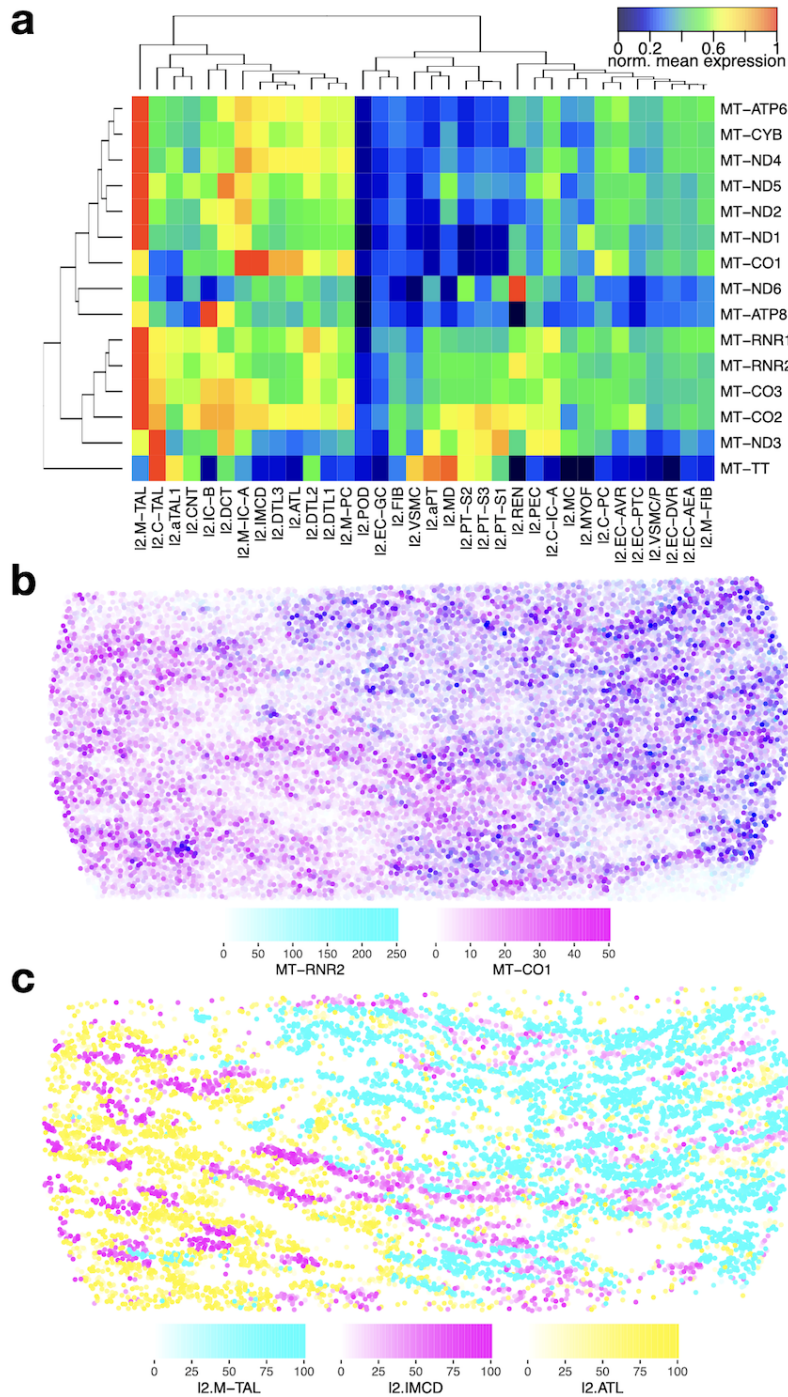 a
0 0.2 0.6 1
norm. mean expression
MT−ATP6
MT−CYB
MT−ND4
MT−ND5
MT−ND2
MT−ND1
MT−CO1
MT−ND6
MT−ATP8
MT−RNR1
MT−RNR2
MT−CO3
MT−CO2
MT−ND3
MT−TT
l2.M−TAL
l2.C−TAL
l2.aTAL1
l2.CNT
l2.IC−B
l2.DCT
l2.M−IC−A
l2.IMCD
l2.DTL3
l2.ATL
l2.DTL2
l2.DTL1
l2.M−PC
l2.POD
l2.EC−GC
l2.FIB
l2.VSMC
l2.aPT
l2.MD
l2.PT−S2
l2.PT−S3
l2.PT−S1
l2.REN
l2.PEC
l2.C−IC−A
l2.MC
l2.MYOF
l2.C−PC
l2.EC−AVR
l2.EC−PTC
l2.VSMC/P
l2.EC−DVR
l2.EC−AEA
l2.M−FIB
b
0 50 100 150 200 250
MT−RNR2
0 10 20 30 40 50
MT−CO1
c
0 25 50 75 100
l2.M−TAL
0 25 50 75 100
l2.IMCD
0 25 50 75 100
l2.ATL